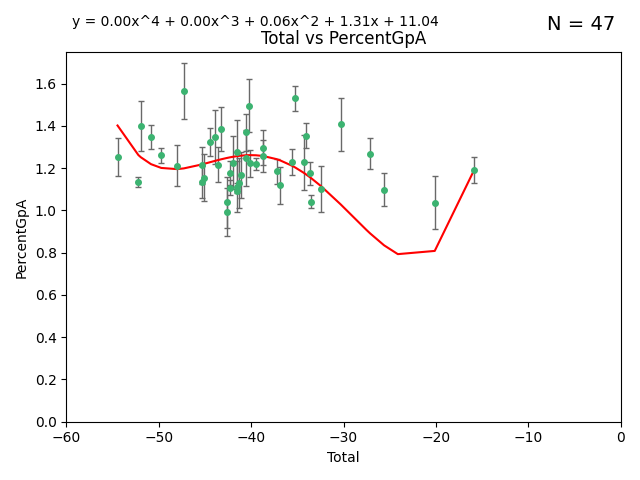 y = 0.00x^4 + 0.00x^3 + 0.06x^2 + 1.31x + 11.04
N = 47
Total vs PercentGpA
1.6
1.4
1.2
1.0
0.8
0.6
0.4
0.2
0.0
PercentGpA
−60 −50 −40 −30 −20 −10 0
Total